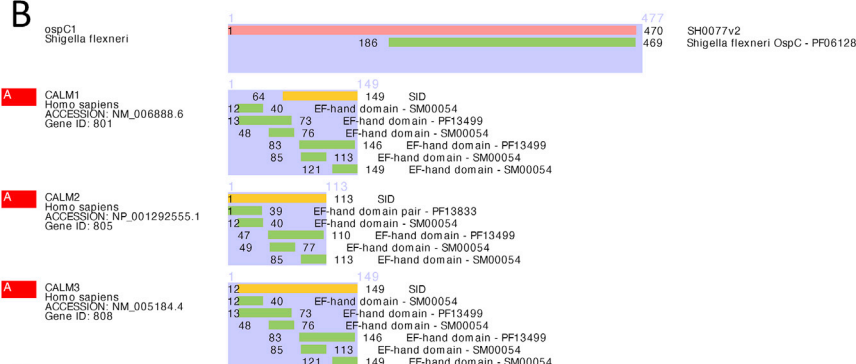 B
1 477
ospC1
Shigella flexneri
1 470 SH0077v2
186 469 Shigella flexneri OspC - PF06128
A
CALM1
Homo sapiens
ACCESSION: NM_006888.6
Gene ID: 801
1 149
64 149 SID
12 40 EF-hand domain - SM00054
13 73 EF-hand domain - PF13499
48 76 EF-hand domain - SM00054
83 146 EF-hand domain - PF13499
85 113 EF-hand domain - SM00054
121 149 EF-hand domain - SM00054
A
CALM2
Homo sapiens
ACCESSION: NP_001292555.1
Gene ID: 805
1 113
1 113 SID
1 39 EF-hand domain pair - PF13833
12 40 EF-hand domain - SM00054
47 110 EF-hand domain - PF13499
49 77 EF-hand domain - SM00054
85 113 EF-hand domain - SM00054
A
CALM3
Homo sapiens
ACCESSION: NM_005184.4
Gene ID: 808
1 149
12 149 SID
12 40 EF-hand domain - SM00054
13 73 EF-hand domain - PF13499
48 76 EF-hand domain - SM00054
83 146 EF-hand domain - PF13499
85 113 EF-hand domain - SM00054
121 149 EF-hand domain - SM00054